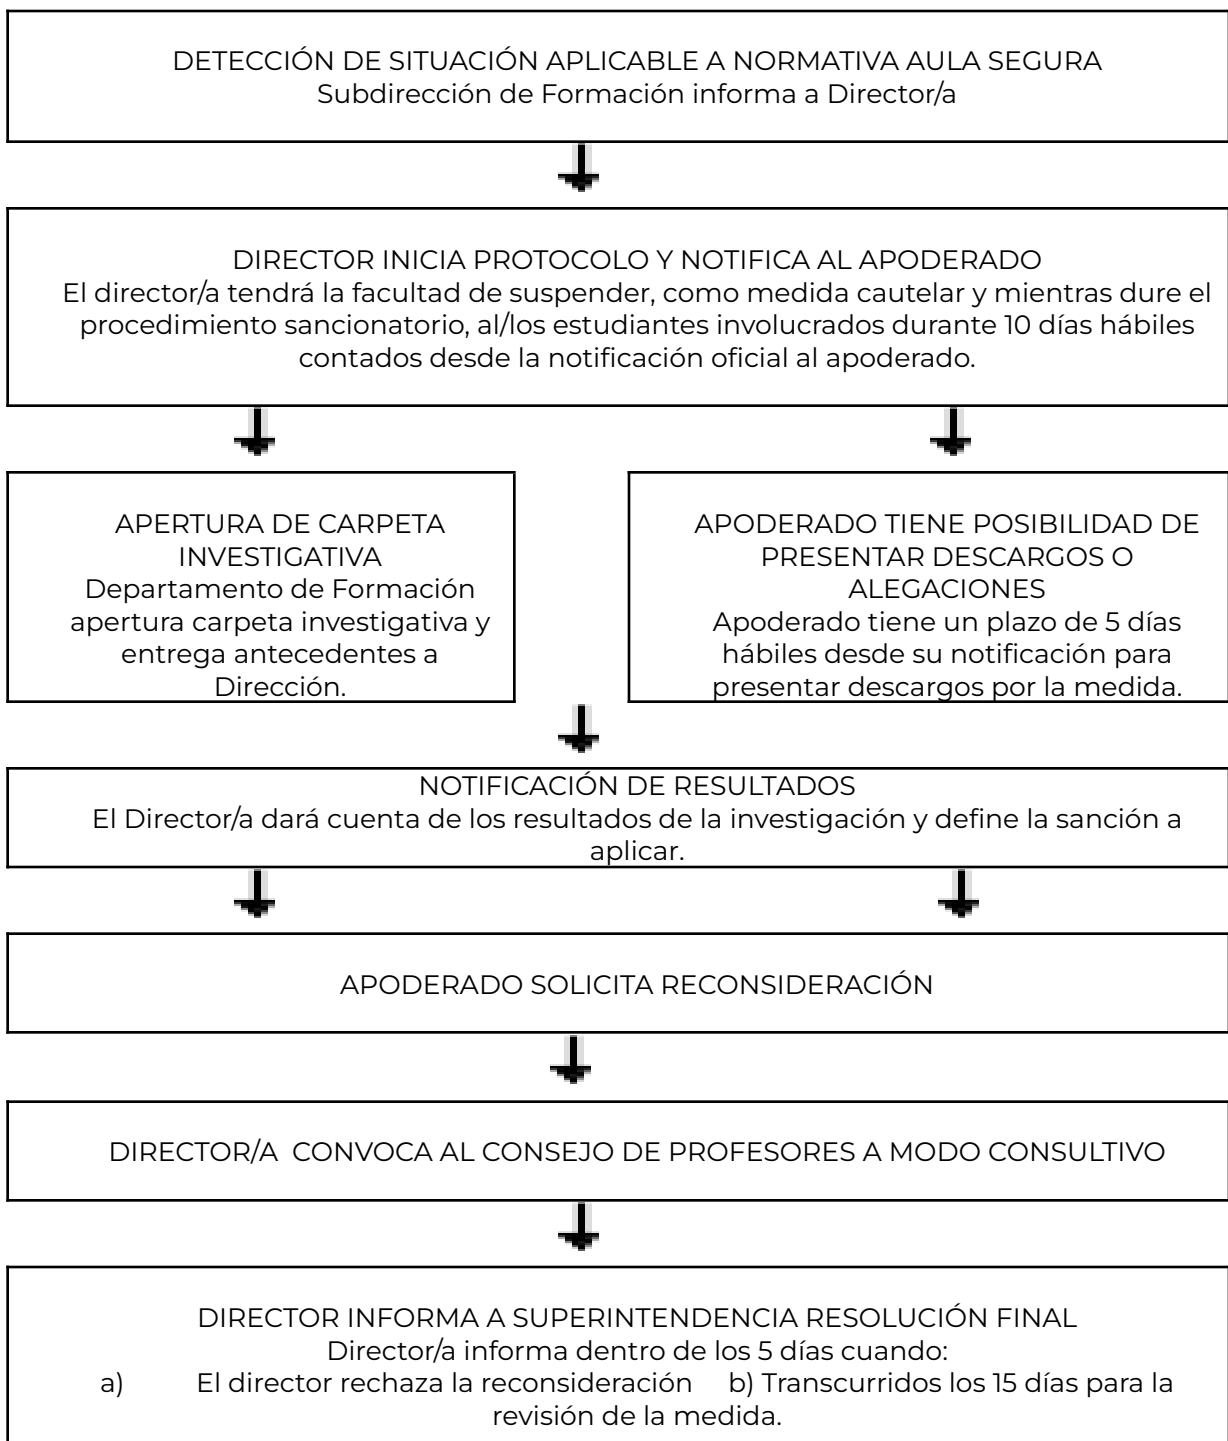 DETECCIÓN DE SITUACIÓN APLICABLE A NORMATIVA AULA SEGURA
Subdirección de Formación informa a Director/a
DIRECTOR INICIA PROTOCOLO Y NOTIFICA AL APODERADO
El director/a tendrá la facultad de suspender, como medida cautelar y mientras dure el
procedimiento sancionatorio, al/los estudiantes involucrados durante 10 días hábiles
contados desde la notificación oficial al apoderado.
APERTURA DE CARPETA
INVESTIGATIVA
Departamento de Formación
apertura carpeta investigativa y
entrega antecedentes a
Dirección.
APODERADO TIENE POSIBILIDAD DE
PRESENTAR DESCARGOS O
ALEGACIONES
Apoderado tiene un plazo de 5 días
hábiles desde su notificación para
presentar descargos por la medida.
NOTIFICACIÓN DE RESULTADOS
El Director/a dará cuenta de los resultados de la investigación y define la sanción a
aplicar.
APODERADO SOLICITA RECONSIDERACIÓN
DIRECTOR/A CONVOCA AL CONSEJO DE PROFESORES A MODO CONSULTIVO
DIRECTOR INFORMA A SUPERINTENDENCIA RESOLUCIÓN FINAL
Director/a informa dentro de los 5 días cuando:
a) El director rechaza la reconsideración b) Transcurridos los 15 días para la
revisión de la medida.